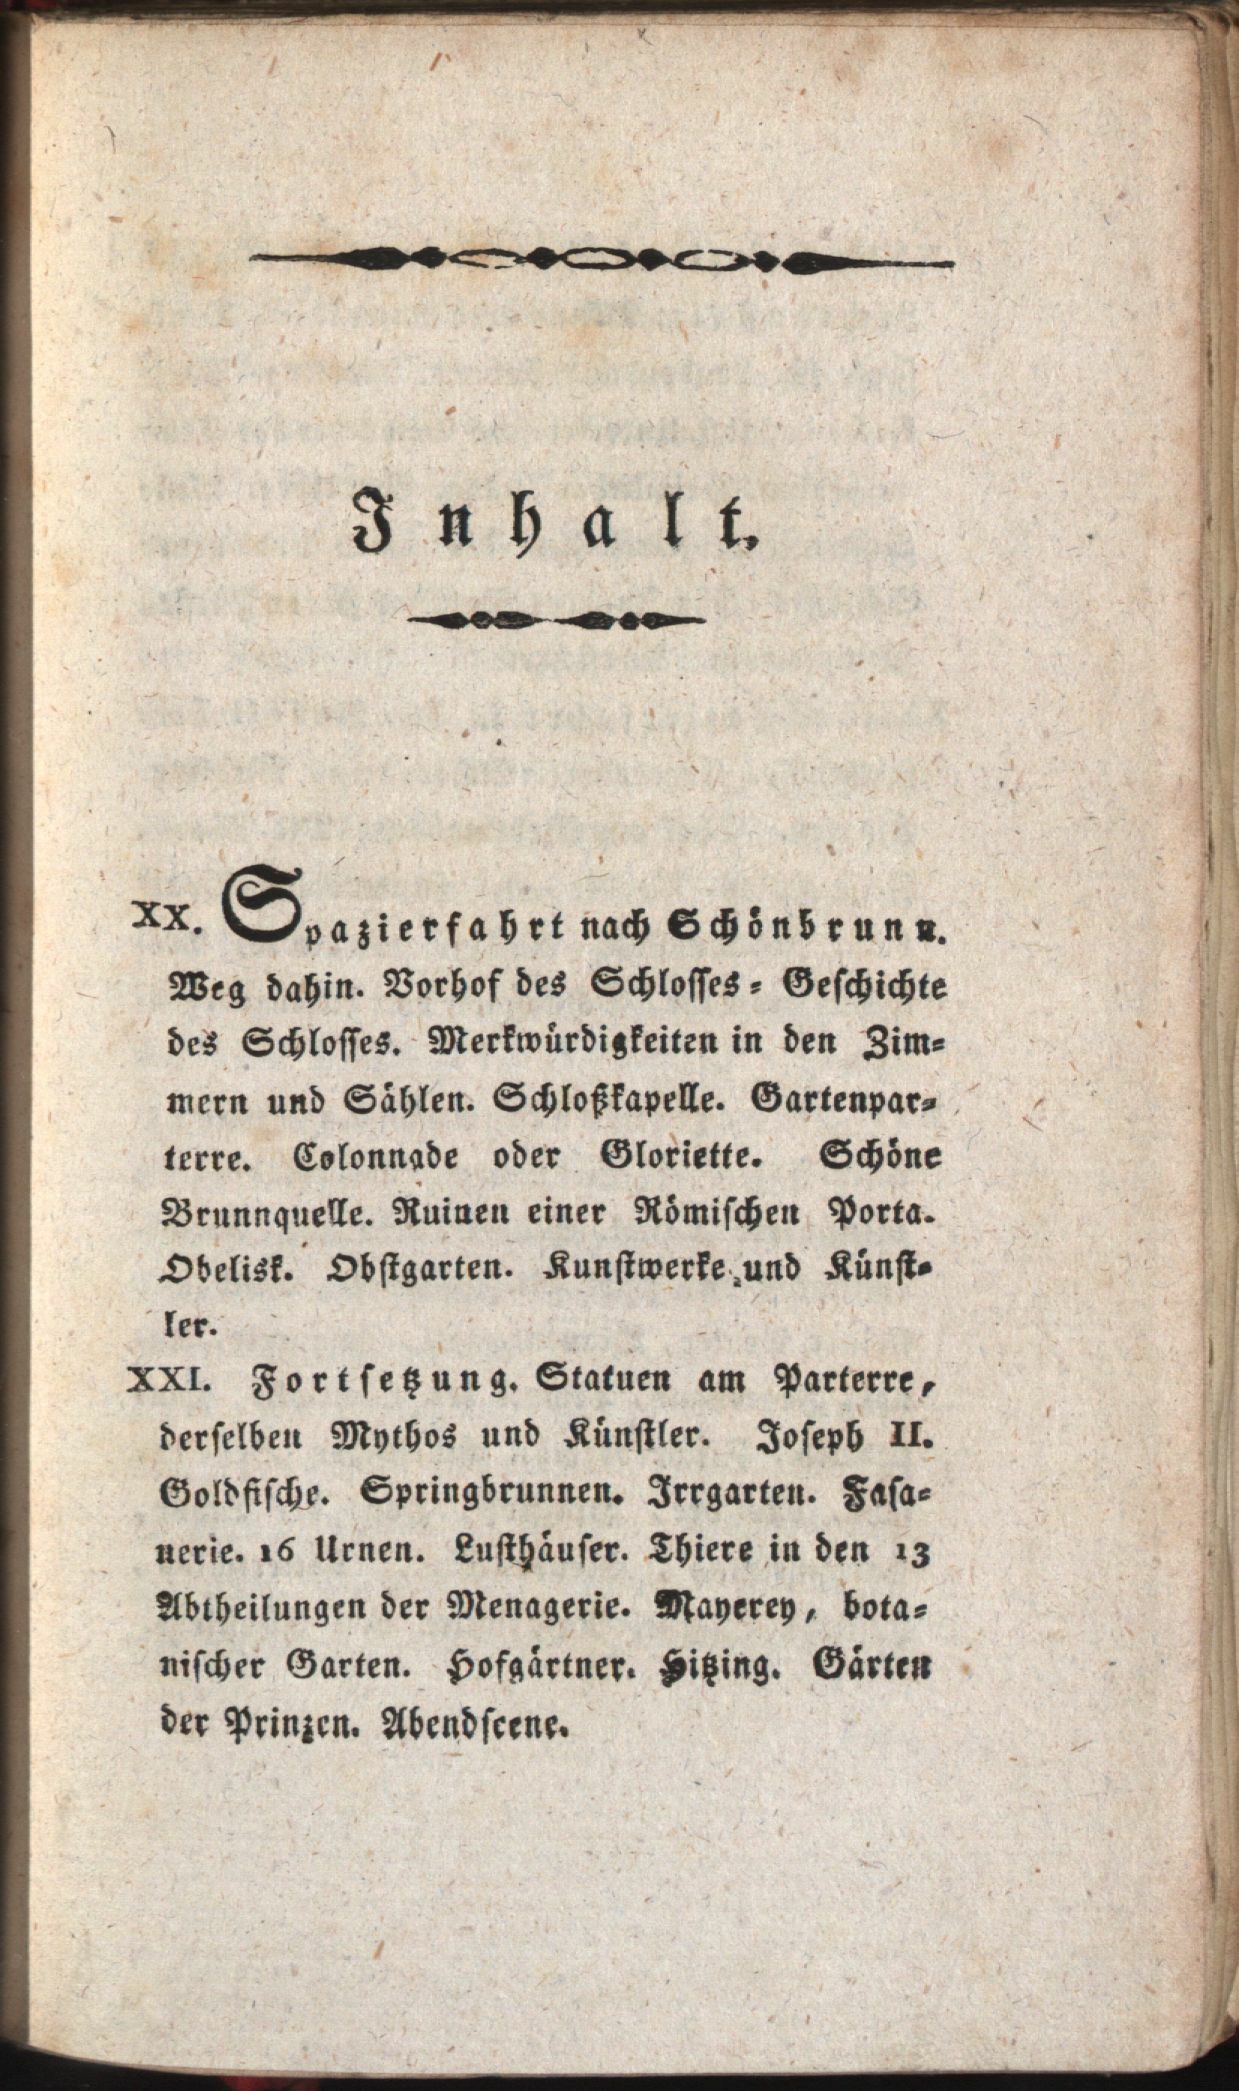 Inhalt.
XX. Spazierfahrt nach Schönbrunn.
Weg dahin. Vorhof des Schlosses = Geschichte
des Schlosses. Merkwürdigkeiten in den Zim=
mern und Sählen. Schloßkapelle. Gartenpar=
terre. Colonnade oder Gloriette. Schöne
Brunnquelle. Ruinen einer Römischen Porta.
Obelisk. Obstgarten. Kunstwerke und Künst=
ler.
XXI. Fortsetzung. Statuen am Parterre,
derselben Mythos und Künstler. Joseph II.
Goldfische. Springbrunnen. Irrgarten. Fasa=
nerie. 16 Urnen. Lusthäuser. Thiere in den 13
Abtheilungen der Menagerie. Mayerey, bota=
nischer Garten. Hofgärtner. Hitzing. Gärten
der Prinzen. Abendscene.